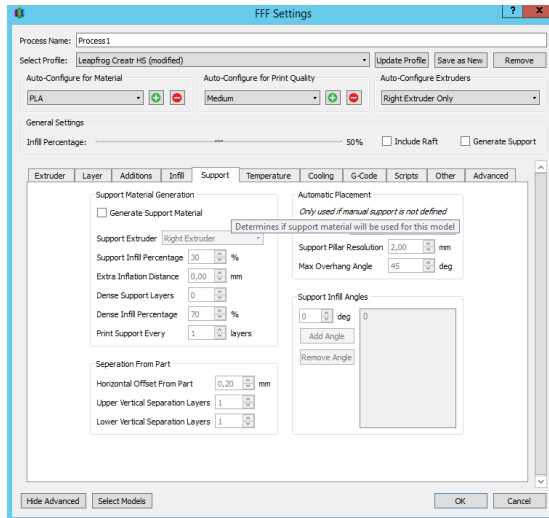 FFF Settings
? x
Process Name: Process1
Select Profile: Leapfrog Creatr HS (modified) Update Profile Save as New Remove
Auto-Configure for Material Auto-Configure for Print Quality Auto-Configure Extruders
PLA Medium Right Extruder Only
General Settings
Infill Percentage: 50% Include Raft Generate Support
Extruder Layer Additions Infill Support Temperature Cooling G-Code Scripts Other Advanced
Support Material Generation
Generate Support Material
Support Extruder Right Extruder
Support Infill Percentage 30 %
Extra Inflation Distance 0,00 mm
Dense Support Layers 0
Dense Infill Percentage 70 %
Print Support Every 1 layers
Seperation From Part
Horizontal Offset From Part 0,20 mm
Upper Vertical Separation Layers 1
Lower Vertical Separation Layers 1
Automatic Placement
Only used if manual support is not defined
Determines if support material will be used for this model
Support Pillar Resolution 2,00 mm
Max Overhang Angle 45 deg
Support Infill Angles
0 deg 0
Add Angle
Remove Angle
Hide Advanced Select Models OK Cancel